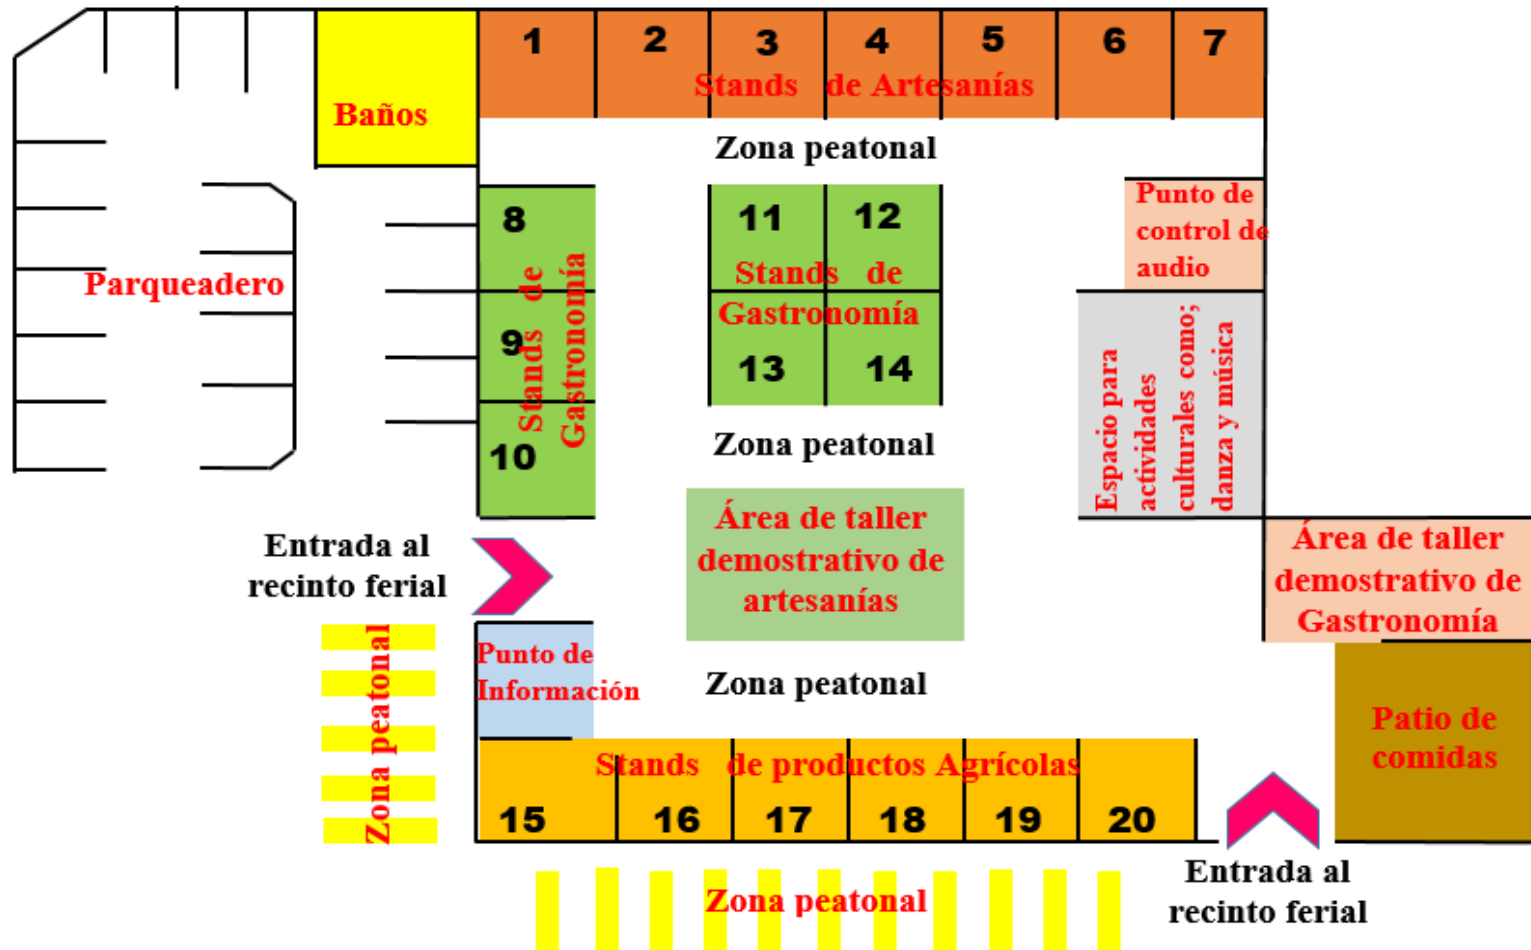 1 2 3 4 5 6 7
Stands de Artesanías
Baños
Zona peatonal
Parqueadero
8
9
10
Stands de
Gastronomía
11 12
Stands de
Gastronomía
13 14
Punto de
control de
audio
Espacio para
actividades
culturales como;
danza y música
Zona peatonal
Entrada al
recinto ferial
Área de taller
demostrativo de
artesanías
Área de taller
demostrativo de
Gastronomía
Zona peatonal
Punto de
Información
Zona peatonal
Patio de
comidas
Stands de productos Agrícolas
15 16 17 18 19 20
Zona peatonal
Entrada al
recinto ferial